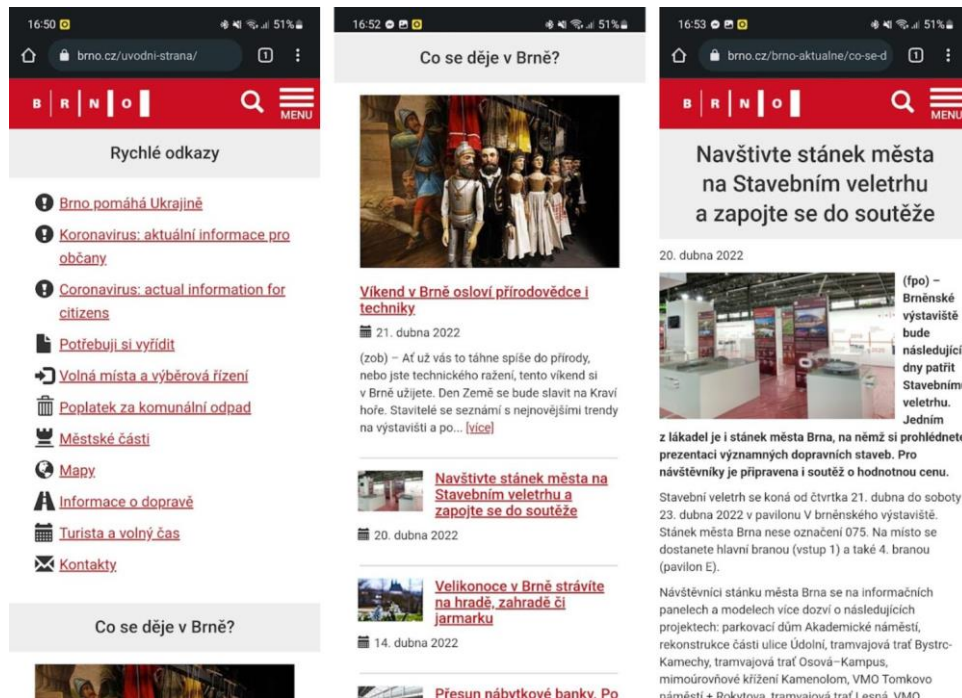 16:50
51%
brno.cz/uvodni-strana/
1
B R N O
MENU
Rychlé odkazy
Brno pomáhá Ukrajině
Koronavirus: aktuální informace pro
občany
Coronavirus: actual information for
citizens
Potřebuji si vyřídit
Volná místa a výběrová řízení
Poplatek za komunální odpad
Městské části
Mapy
Informace o dopravě
Turista a volný čas
Kontakty
Co se děje v Brně?
16:52
51%
Co se děje v Brně?
Víkend v Brně osloví přírodovědce i
techniky
21. dubna 2022
(zob) – Ať už vás to táhne spíše do přírody,
nebo jste technického ražení, tento víkend si
v Brně užijete. Den Země se bude slavit na Kraví
hoře. Stavitelé se seznámí s nejnovějšími trendy
na výstavišti a po... [více]
Navštivte stánek města na
Stavebním veletrhu a
zapojte se do soutěže
20. dubna 2022
Velikonoce v Brně strávíte
na hradě, zahradě či
jarmarku
14. dubna 2022
Přesun nábytkové banky. Po
16:53
51%
brno.cz/brno-aktualne/co-se-d
1
B R N O
MENU
Navštivte stánek města
na Stavebním veletrhu
a zapojte se do soutěže
20. dubna 2022
(fpo) –
Brněnské
výstaviště
bude
následující
dny patřit
Stavebnímu
veletrhu.
Jedním
z lákadel je i stánek města Brna, na němž si prohlédnete
prezentaci významných dopravních staveb. Pro
návštěvníky je připravena i soutěž o hodnotnou cenu.
Stavební veletrh se koná od čtvrtka 21. dubna do soboty
23. dubna 2022 v pavilonu V brněnského výstaviště.
Stánek města Brna nese označení 075. Na místo se
dostanete hlavní branou (vstup 1) a také 4. branou
(pavilon E).
Návštěvníci stánku města Brna se na informačních
panelech a modelech více dozví o následujících
projektech: parkovací dům Akademické náměstí,
rekonstrukce části ulice Údolní, tramvajová trať Bystrc-
Kamechy, tramvajová trať Osová–Kampus,
mimoúrovňové křížení Kamenolom, VMO Tomkovo
náměstí + Rokytova, tramvajová trať Lesná, VMO